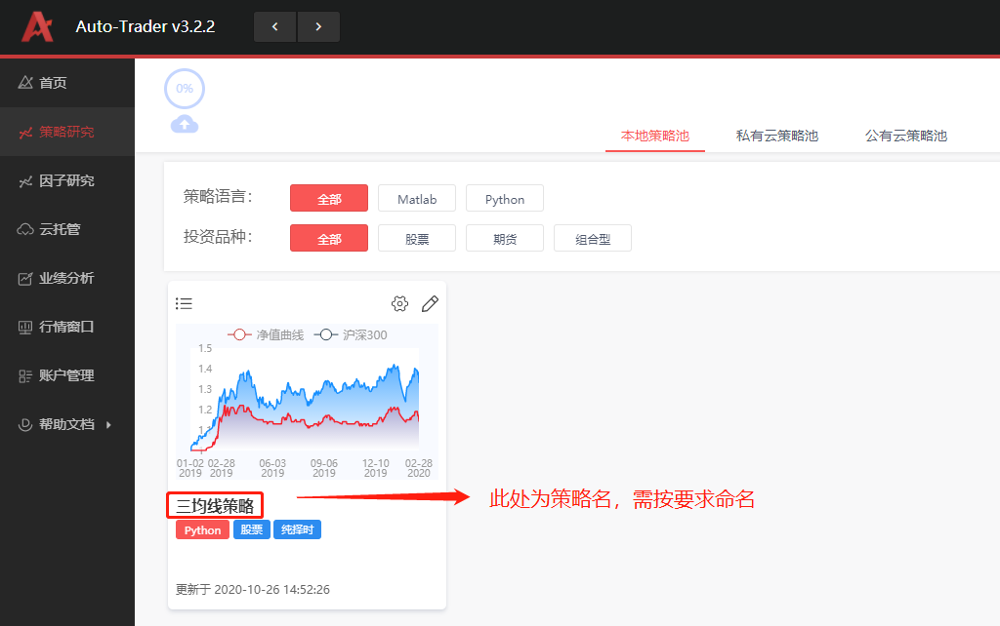 Auto-Trader v3.2.2
首页
策略研究
因子研究
云托管
业绩分析
行情窗口
账户管理
帮助文档
0%
本地策略池 私有云策略池 公有云策略池
策略语言： 全部 Matlab Python
投资品种： 全部 股票 期货 组合型
净值曲线 沪深300
1.5
1.4
1.3
1.2
1.1
01-02 02-28 06-03 09-06 12-10 02-28
2019 2019 2019 2019 2019 2020
三均线策略
此处为策略名，需按要求命名
Python 股票 纯择时
更新于 2020-10-26 14:52:26